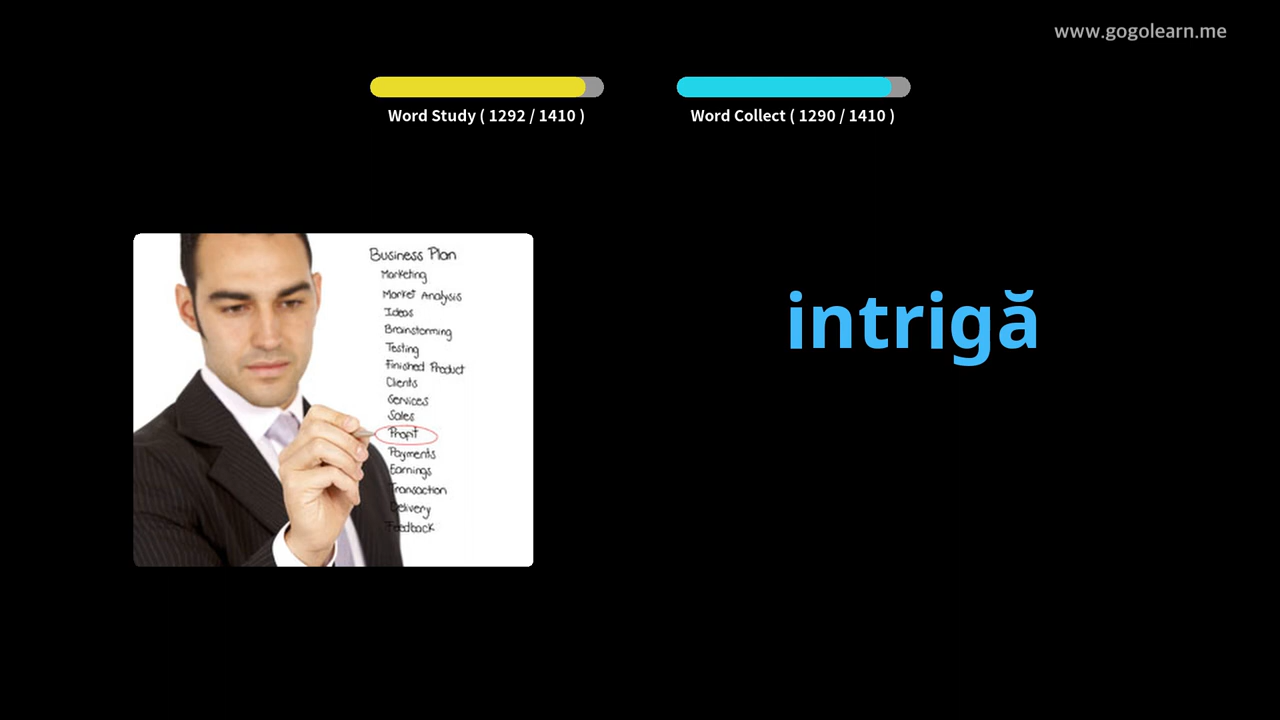 www.gogolearn.me
Word Study ( 1292 / 1410 )
Word Collect ( 1290 / 1410 )
Business Plan
Marketing
Market Analysis
Ideas
Brainstorming
Testing
Finished Product
Clients
Services
Sales
Profit
Payments
Earnings
Transaction
Delivery
Feedback
intrigă